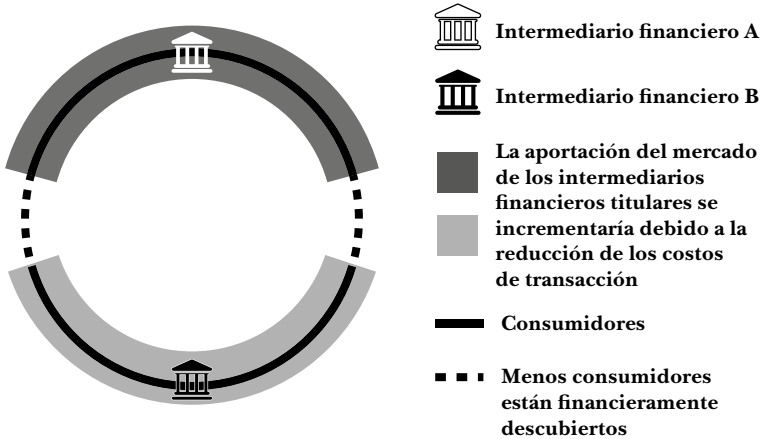 Intermediario financiero A
Intermediario financiero B
La aportación del mercado
de los intermediarios
financieros titulares se
incrementaría debido a la
reducción de los costos
de transacción
Consumidores
Menos consumidores
están financieramente
descubiertos